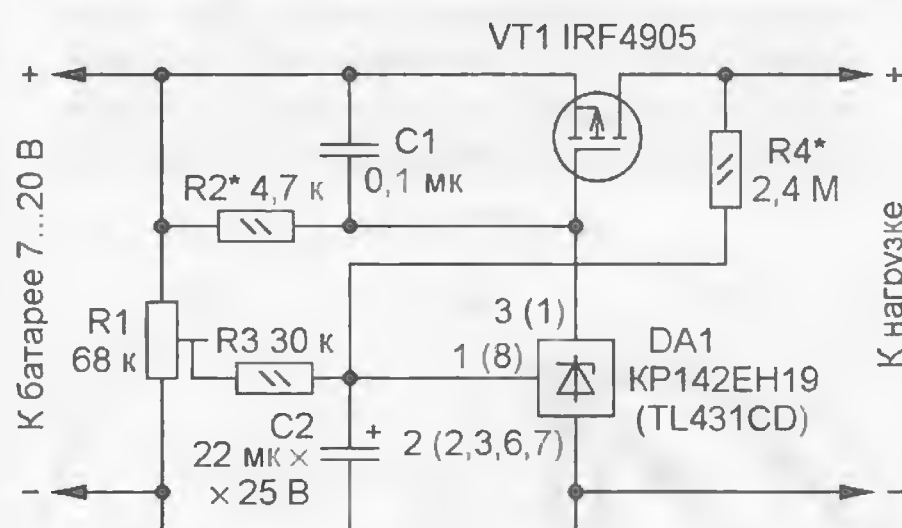 VT1 IRF4905
+
+
К батарее 7...20 В
C1
0,1 мк
R2* 4,7 к
R4*
2,4 М
К нагрузке
R1
68 к
R3 30 к
3 (1)
1 (8)
DA1
КР142ЕН19
(TL431CD)
C2
22 мк ×
× 25 В
+
2 (2,3,6,7)
–
–